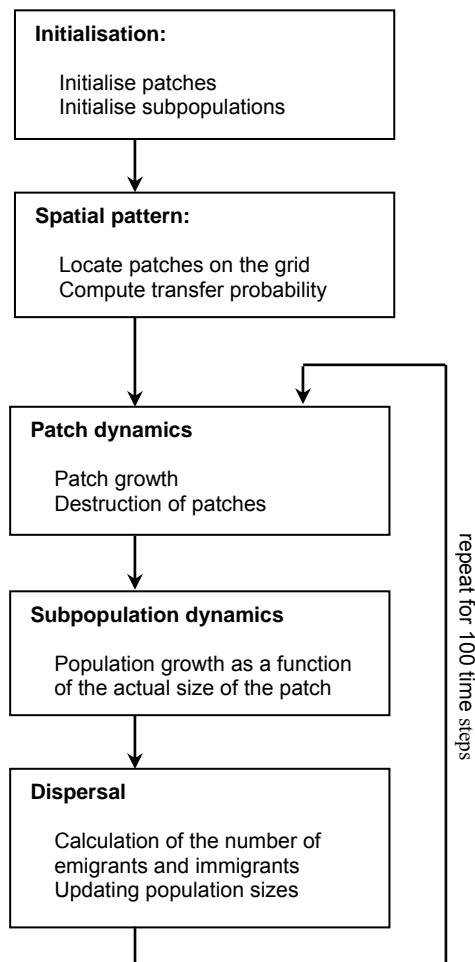 Initialisation:
Initialise patches
Initialise subpopulations
Spatial pattern:
Locate patches on the grid
Compute transfer probability
Patch dynamics
Patch growth
Destruction of patches
Subpopulation dynamics
Population growth as a function
of the actual size of the patch
Dispersal
Calculation of the number of
emigrants and immigrants
Updating population sizes
repeat for 100 time steps